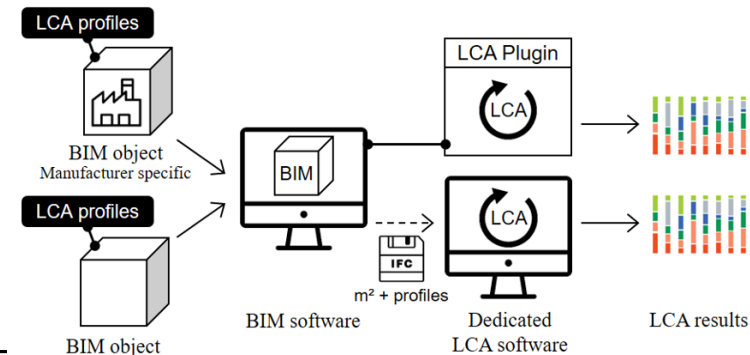 LCA profiles
BIM object
Manufacturer specific
LCA profiles
BIM object
BIM
BIM software
LCA Plugin
LCA
IFC
m² + profiles
LCA
Dedicated
LCA software
LCA results